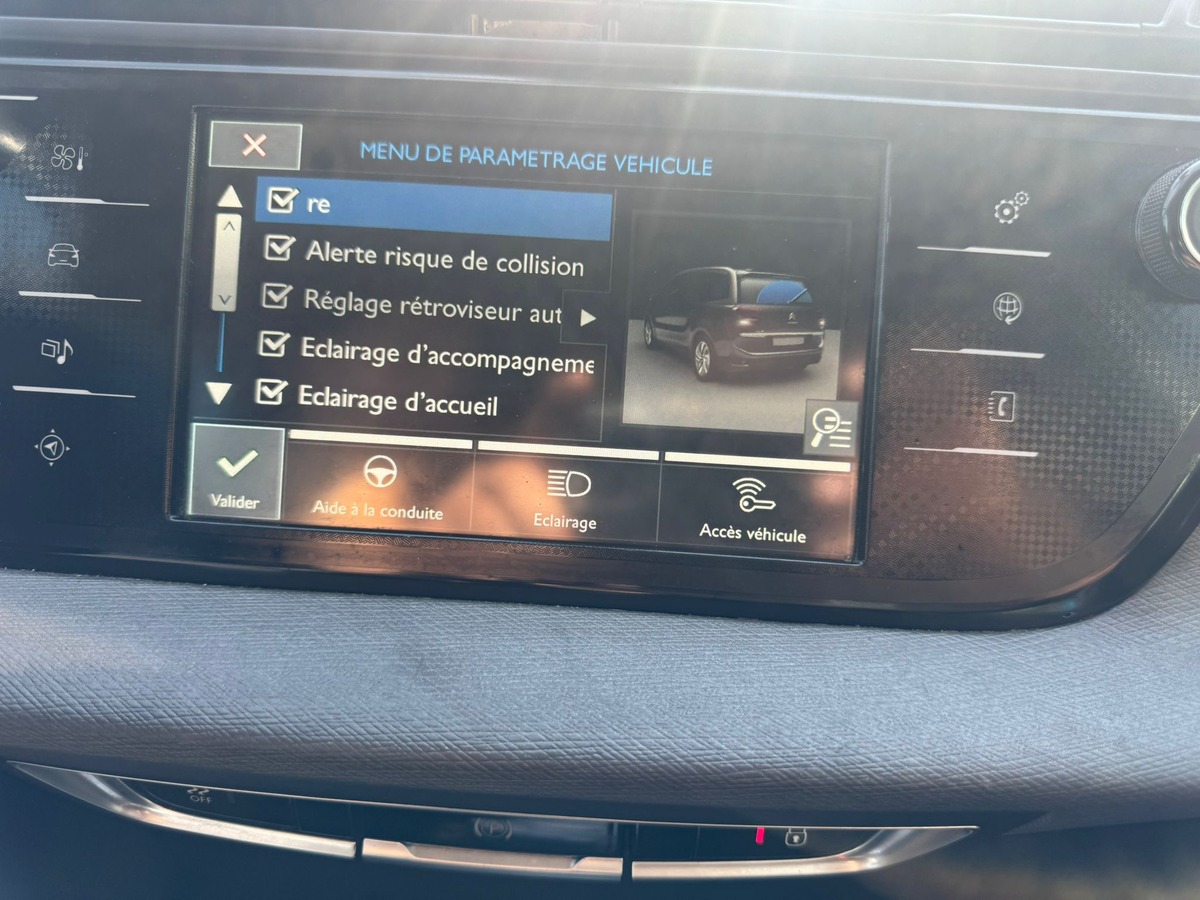 MENU DE PARAMETRAGE VEHICULE
re
Alerte risque de collision
Réglage rétroviseur aut
Eclairage d'accompagneme
Eclairage d'accueil
Valider
Aide à la conduite
Eclairage
Accès véhicule
OFF